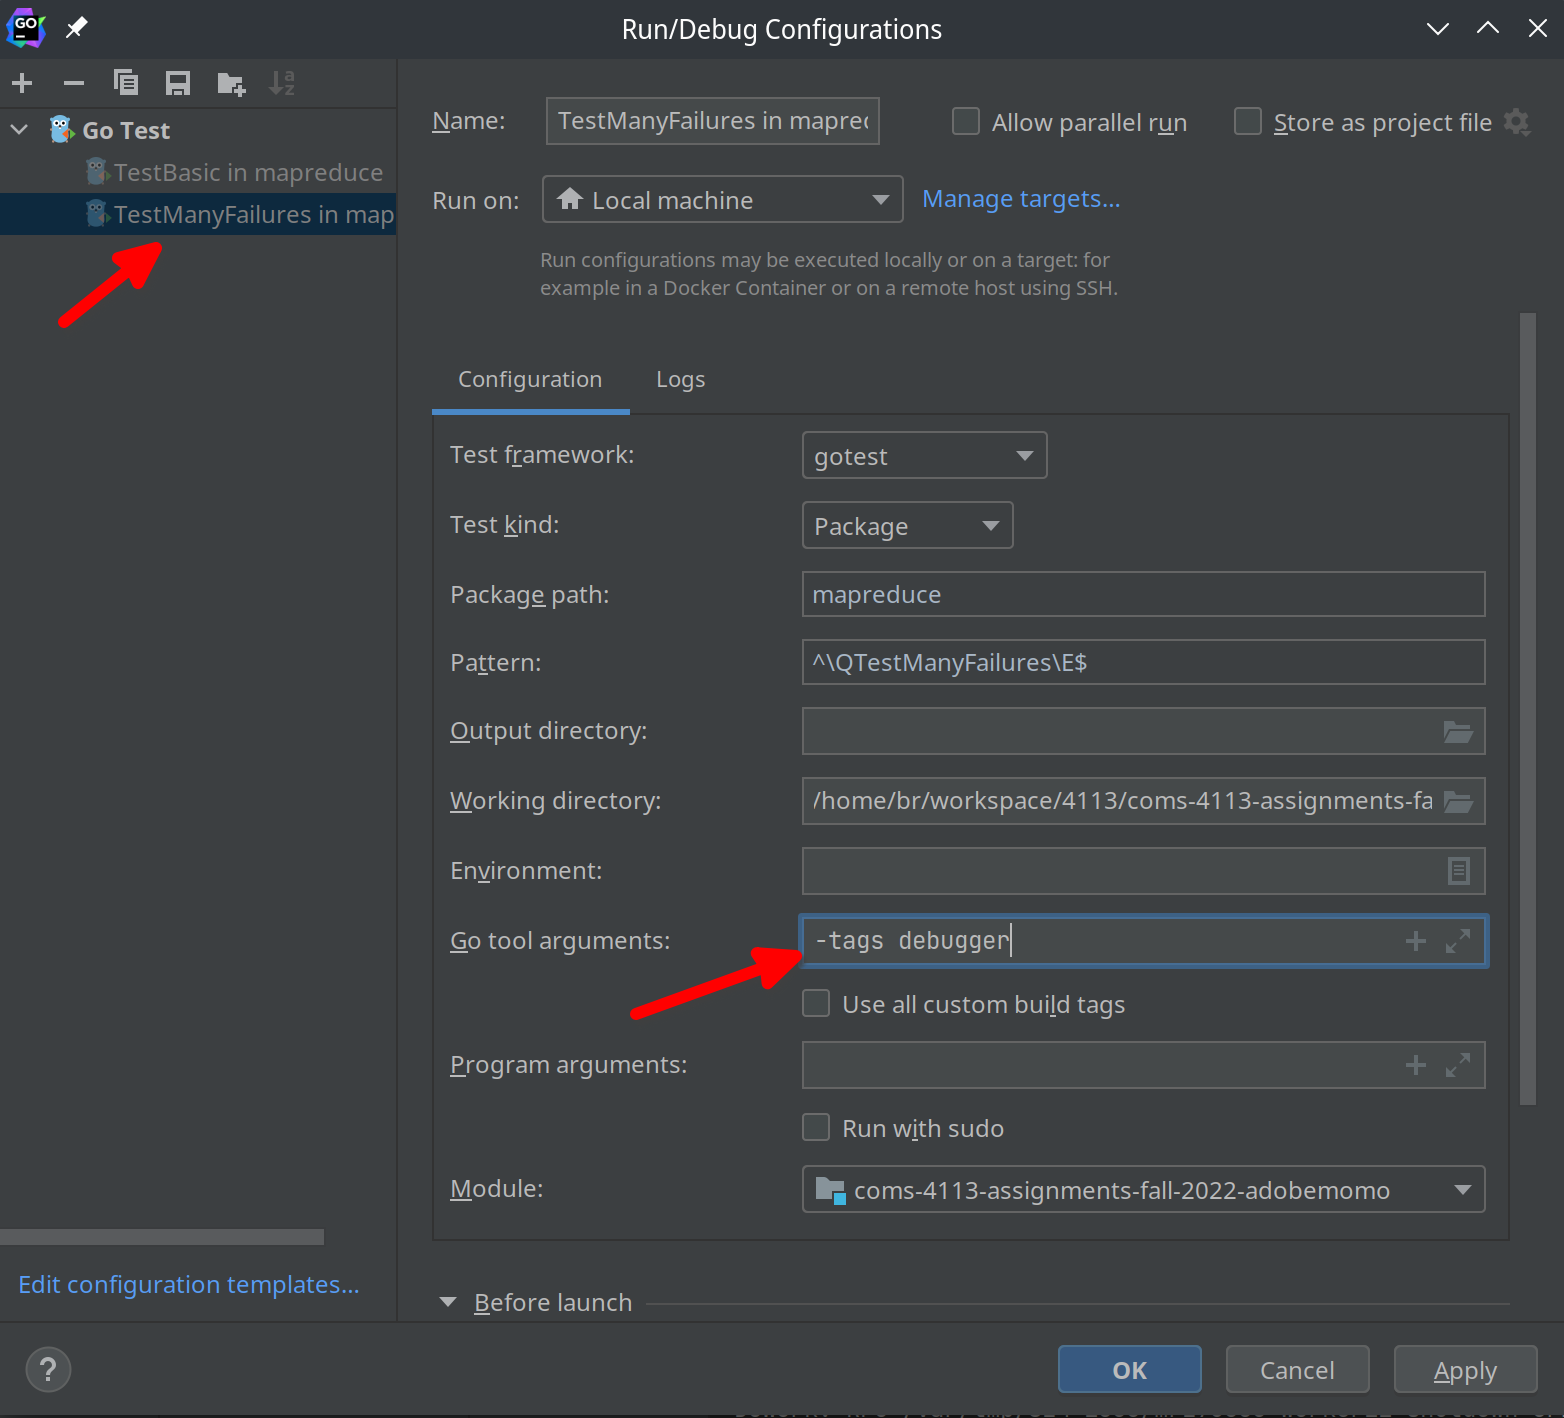 GO
Run/Debug Configurations
Go Test
TestBasic in mapreduce
TestManyFailures in map
Name:
TestManyFailures in mapred
Allow parallel run
Store as project file
Run on:
Local machine
Manage targets...
Run configurations may be executed locally or on a target: for
example in a Docker Container or on a remote host using SSH.
Configuration
Logs
Test framework:
gotest
Test kind:
Package
Package path:
mapreduce
Pattern:
^\QTestManyFailures\E$
Output directory:
Working directory:
/home/br/workspace/4113/coms-4113-assignments-fa
Environment:
Go tool arguments:
-tags debugger
Use all custom build tags
Program arguments:
Run with sudo
Module:
coms-4113-assignments-fall-2022-adobemomo
Edit configuration templates...
Before launch
?
OK
Cancel
Apply